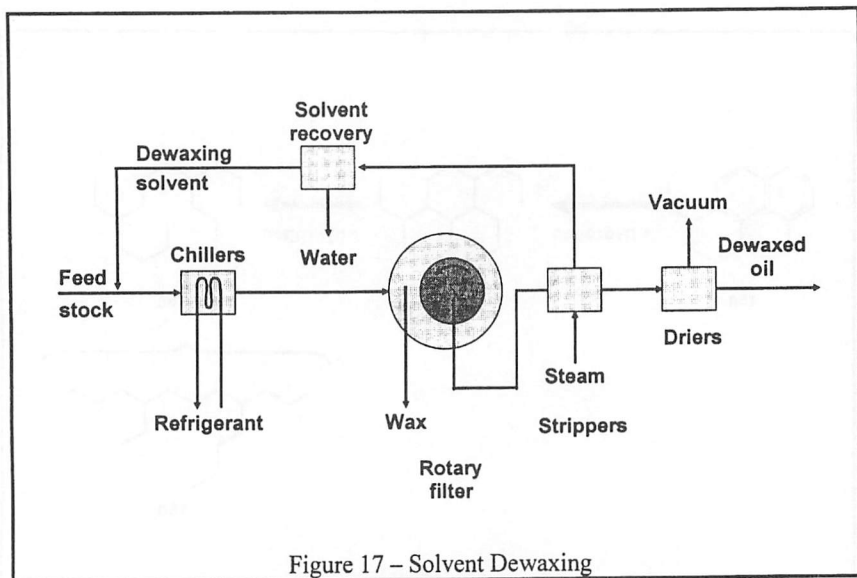 Solvent
recovery
Dewaxing
solvent
Vacuum
Chillers
Water
Dewaxed
oil
Feed
stock
Driers
Steam
Refrigerant
Wax
Strippers
Rotary
filter
Figure 17 – Solvent Dewaxing